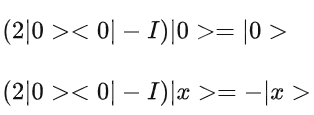 (2|0 >< 0| − I)|0 >= |0 >
(2|0 >< 0| − I)|x >= −|x >